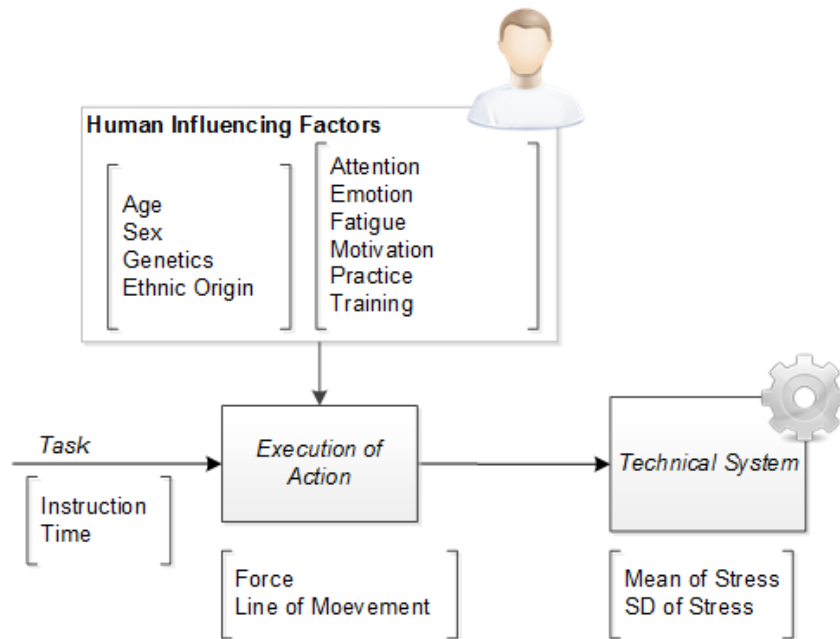 Human Influencing Factors
Age
Sex
Genetics
Ethnic Origin
Attention
Emotion
Fatigue
Motivation
Practice
Training
Task
Instruction
Time
Execution of
Action
Force
Line of Moevement
Technical System
Mean of Stress
SD of Stress